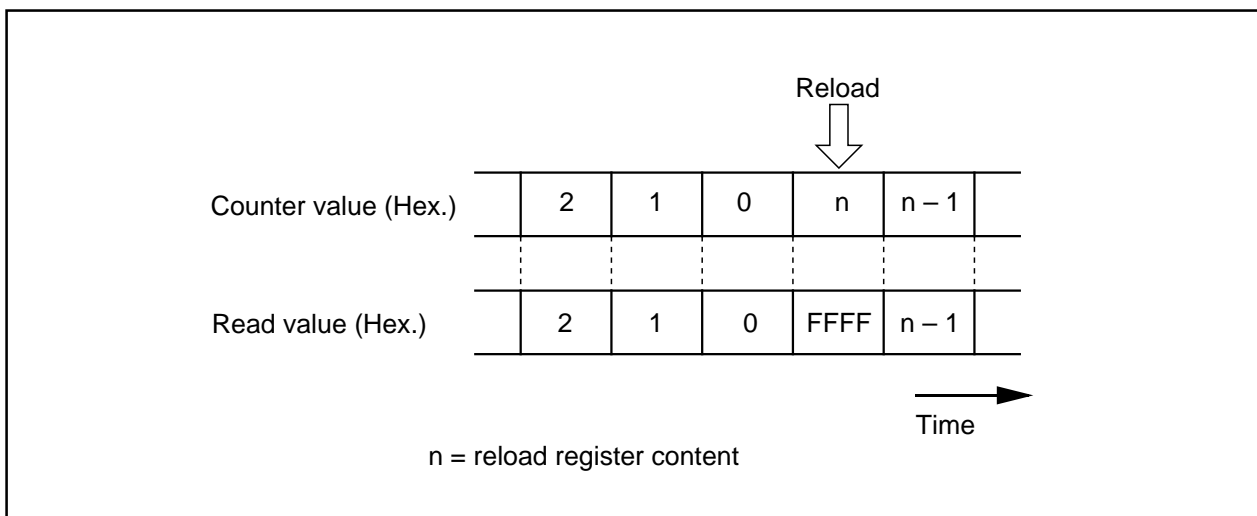 Reload
Counter value (Hex.) 2 1 0 n n – 1
Read value (Hex.) 2 1 0 FFFF n – 1
Time
n = reload register content